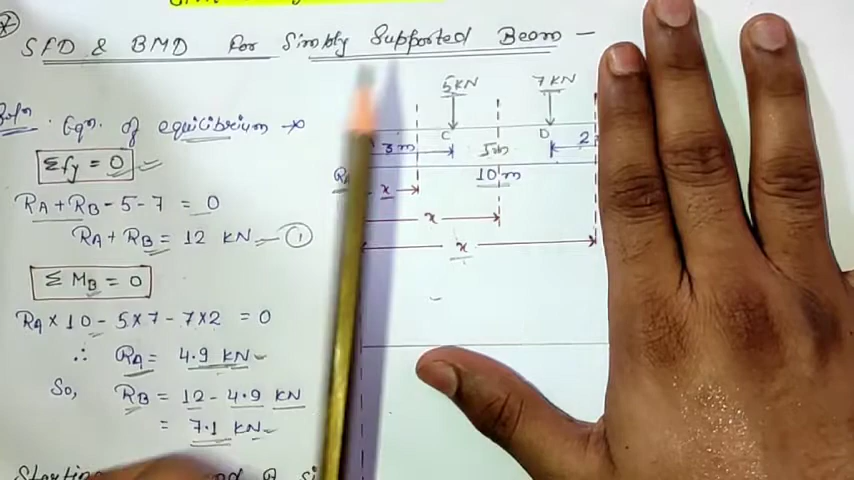 SFD & BMD for Simply Supported Beam -
Soln. Eqn. of equilibrium →
Σfy = 0
RA + RB - 5 - 7 = 0
RA + RB = 12 KN - ①
Σ MB = 0
RA x 10 - 5x7 - 7x2 = 0
∴ RA = 4.9 KN
So, RB = 12 - 4.9 KN
= 7.1 KN
5KN 7KN
C D
3m 5m 2
10m
x
x
x